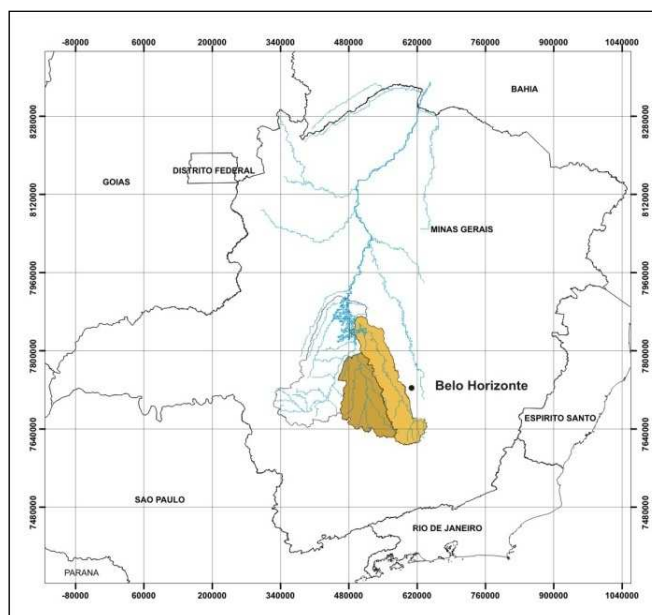 -80000 60000 200000 340000 480000 620000 760000 900000 1040000
BAHIA
8280000 8280000
DISTRITO FEDERAL
GOIAS
8120000 8120000
MINAS GERAIS
7960000 7960000
7800000 7800000
Belo Horizonte
ESPIRITO SANTO
7640000 7640000
SAO PAULO
7480000 7480000
RIO DE JANEIRO
PARANA
-80000 60000 200000 340000 480000 620000 760000 900000 1040000